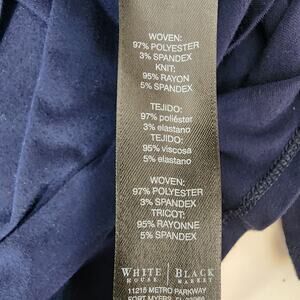 WOVEN:
97% POLYESTER
3% SPANDEX
KNIT:
95% RAYON
5% SPANDEX
TEJIDO:
97% poliéster
3% elastano
TEJIDO:
95% viscosa
5% elastano
WOVEN:
97% POLYESTER
3% SPANDEX
TRICOT:
95% RAYONNE
5% SPANDEX
WHITE BLACK
HOUSE MARKET
11215 METRO PARKWAY
FORT MYERS, FL